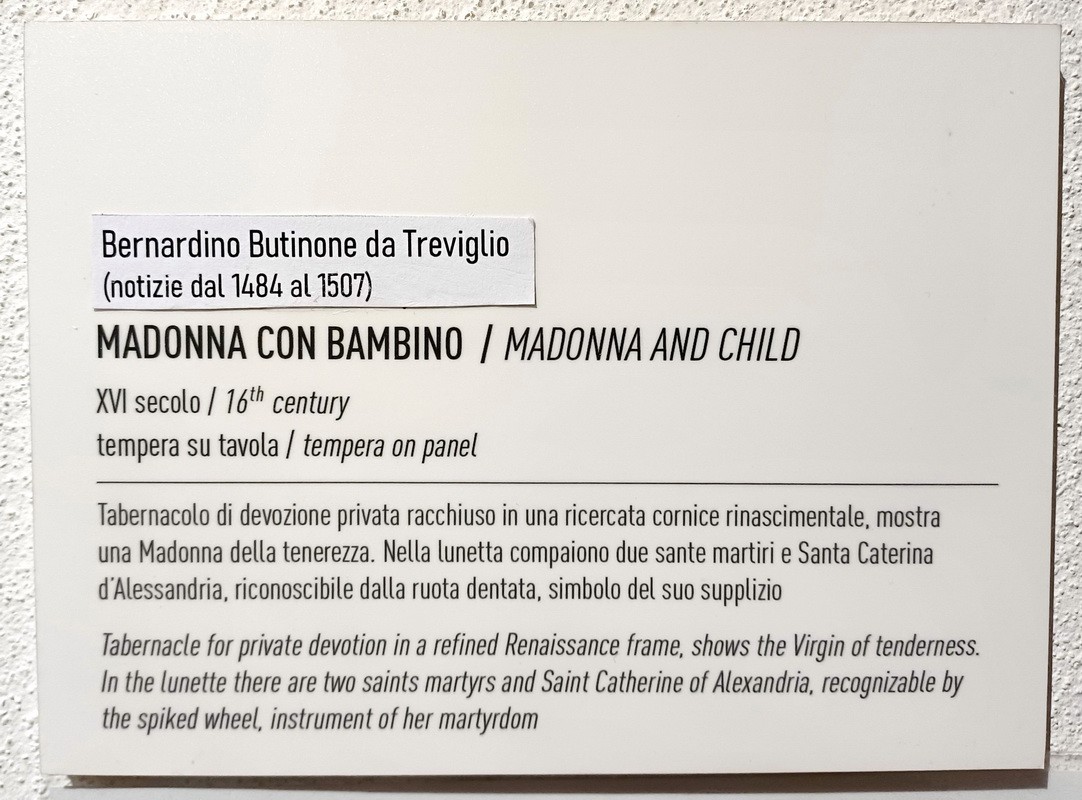 Bernardino Butinone da Treviglio
(notizie dal 1484 al 1507)
MADONNA CON BAMBINO / MADONNA AND CHILD
XVI secolo / 16th century
tempera su tavola / tempera on panel
Tabernacolo di devozione privata racchiuso in una ricercata cornice rinascimentale, mostra
una Madonna della tenerezza. Nella lunetta compaiono due sante martiri e Santa Caterina
d'Alessandria, riconoscibile dalla ruota dentata, simbolo del suo supplizio
Tabernacle for private devotion in a refined Renaissance frame, shows the Virgin of tenderness.
In the lunette there are two saints martyrs and Saint Catherine of Alexandria, recognizable by
the spiked wheel, instrument of her martyrdom